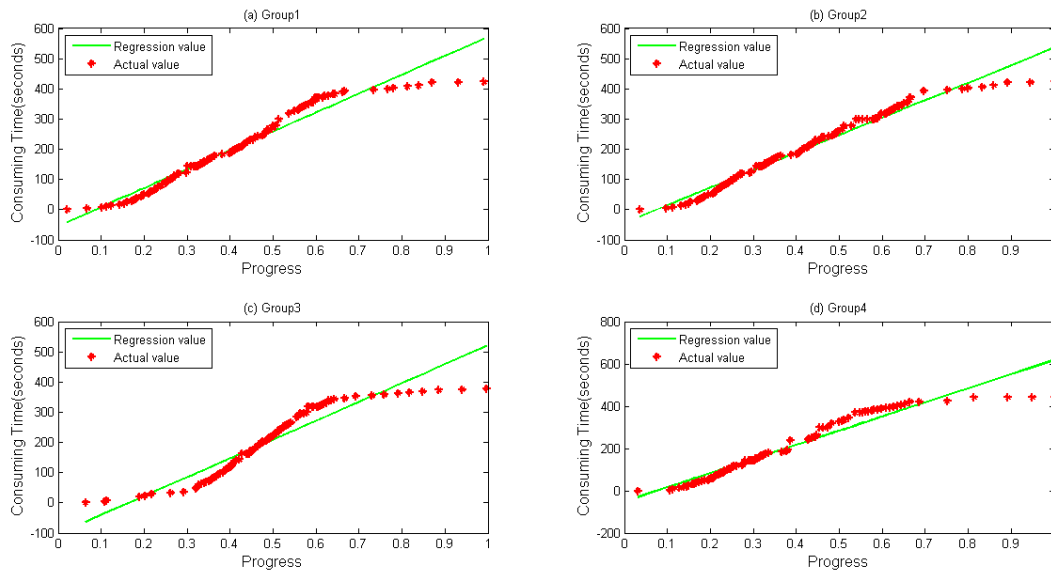 (a) Group1
600
500
400
300
200
100
0
-100
Consuming Time(seconds)
Regression value
Actual value
0 0.1 0.2 0.3 0.4 0.5 0.6 0.7 0.8 0.9 1
Progress
(b) Group2
600
500
400
300
200
100
0
-100
Consuming Time(seconds)
Regression value
Actual value
0 0.1 0.2 0.3 0.4 0.5 0.6 0.7 0.8 0.9
Progress
(c) Group3
600
500
400
300
200
100
0
-100
Consuming Time(seconds)
Regression value
Actual value
0 0.1 0.2 0.3 0.4 0.5 0.6 0.7 0.8 0.9 1
Progress
(d) Group4
800
600
400
200
0
-200
Consuming Time(seconds)
Regression value
Actual value
0 0.1 0.2 0.3 0.4 0.5 0.6 0.7 0.8 0.9
Progress